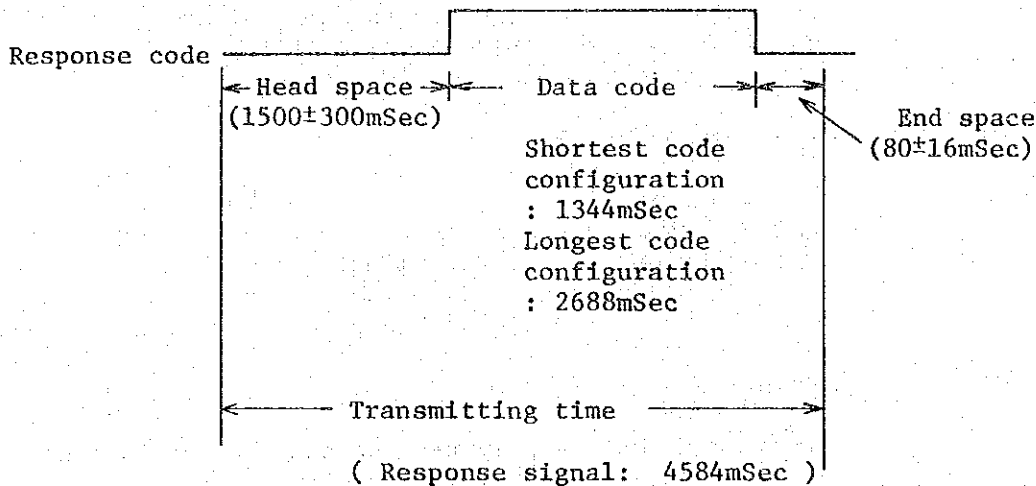 Response code
Head space
(1500±300mSec)
Data code
End space
(80±16mSec)
Shortest code
configuration
: 1344mSec
Longest code
configuration
: 2688mSec
Transmitting time
( Response signal: 4584mSec )